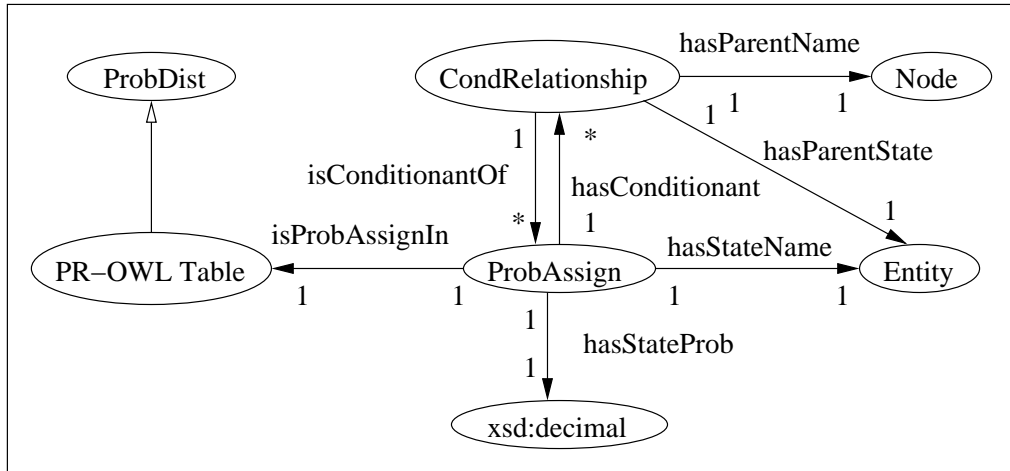 hasParentName
ProbDist
CondRelationship
Node
1
1
1
1
*
hasParentState
isConditionantOf
hasConditionant
*
1
1
isProbAssignIn
hasStateName
PR−OWL Table
ProbAssign
Entity
1
1
1
1
1
hasStateProb
1
xsd:decimal